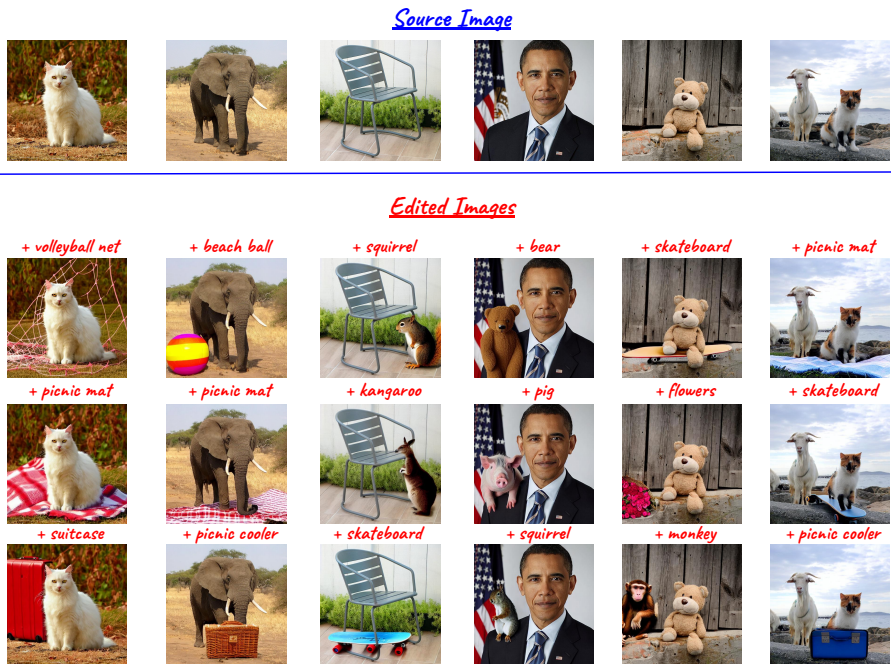 Source Image
Edited Images
+ volleyball net
+ beach ball
+ squirrel
+ bear
+ skateboard
+ picnic mat
+ picnic mat
+ picnic mat
+ kangaroo
+ pig
+ flowers
+ skateboard
+ suitcase
+ picnic cooler
+ skateboard
+ squirrel
+ monkey
+ picnic cooler